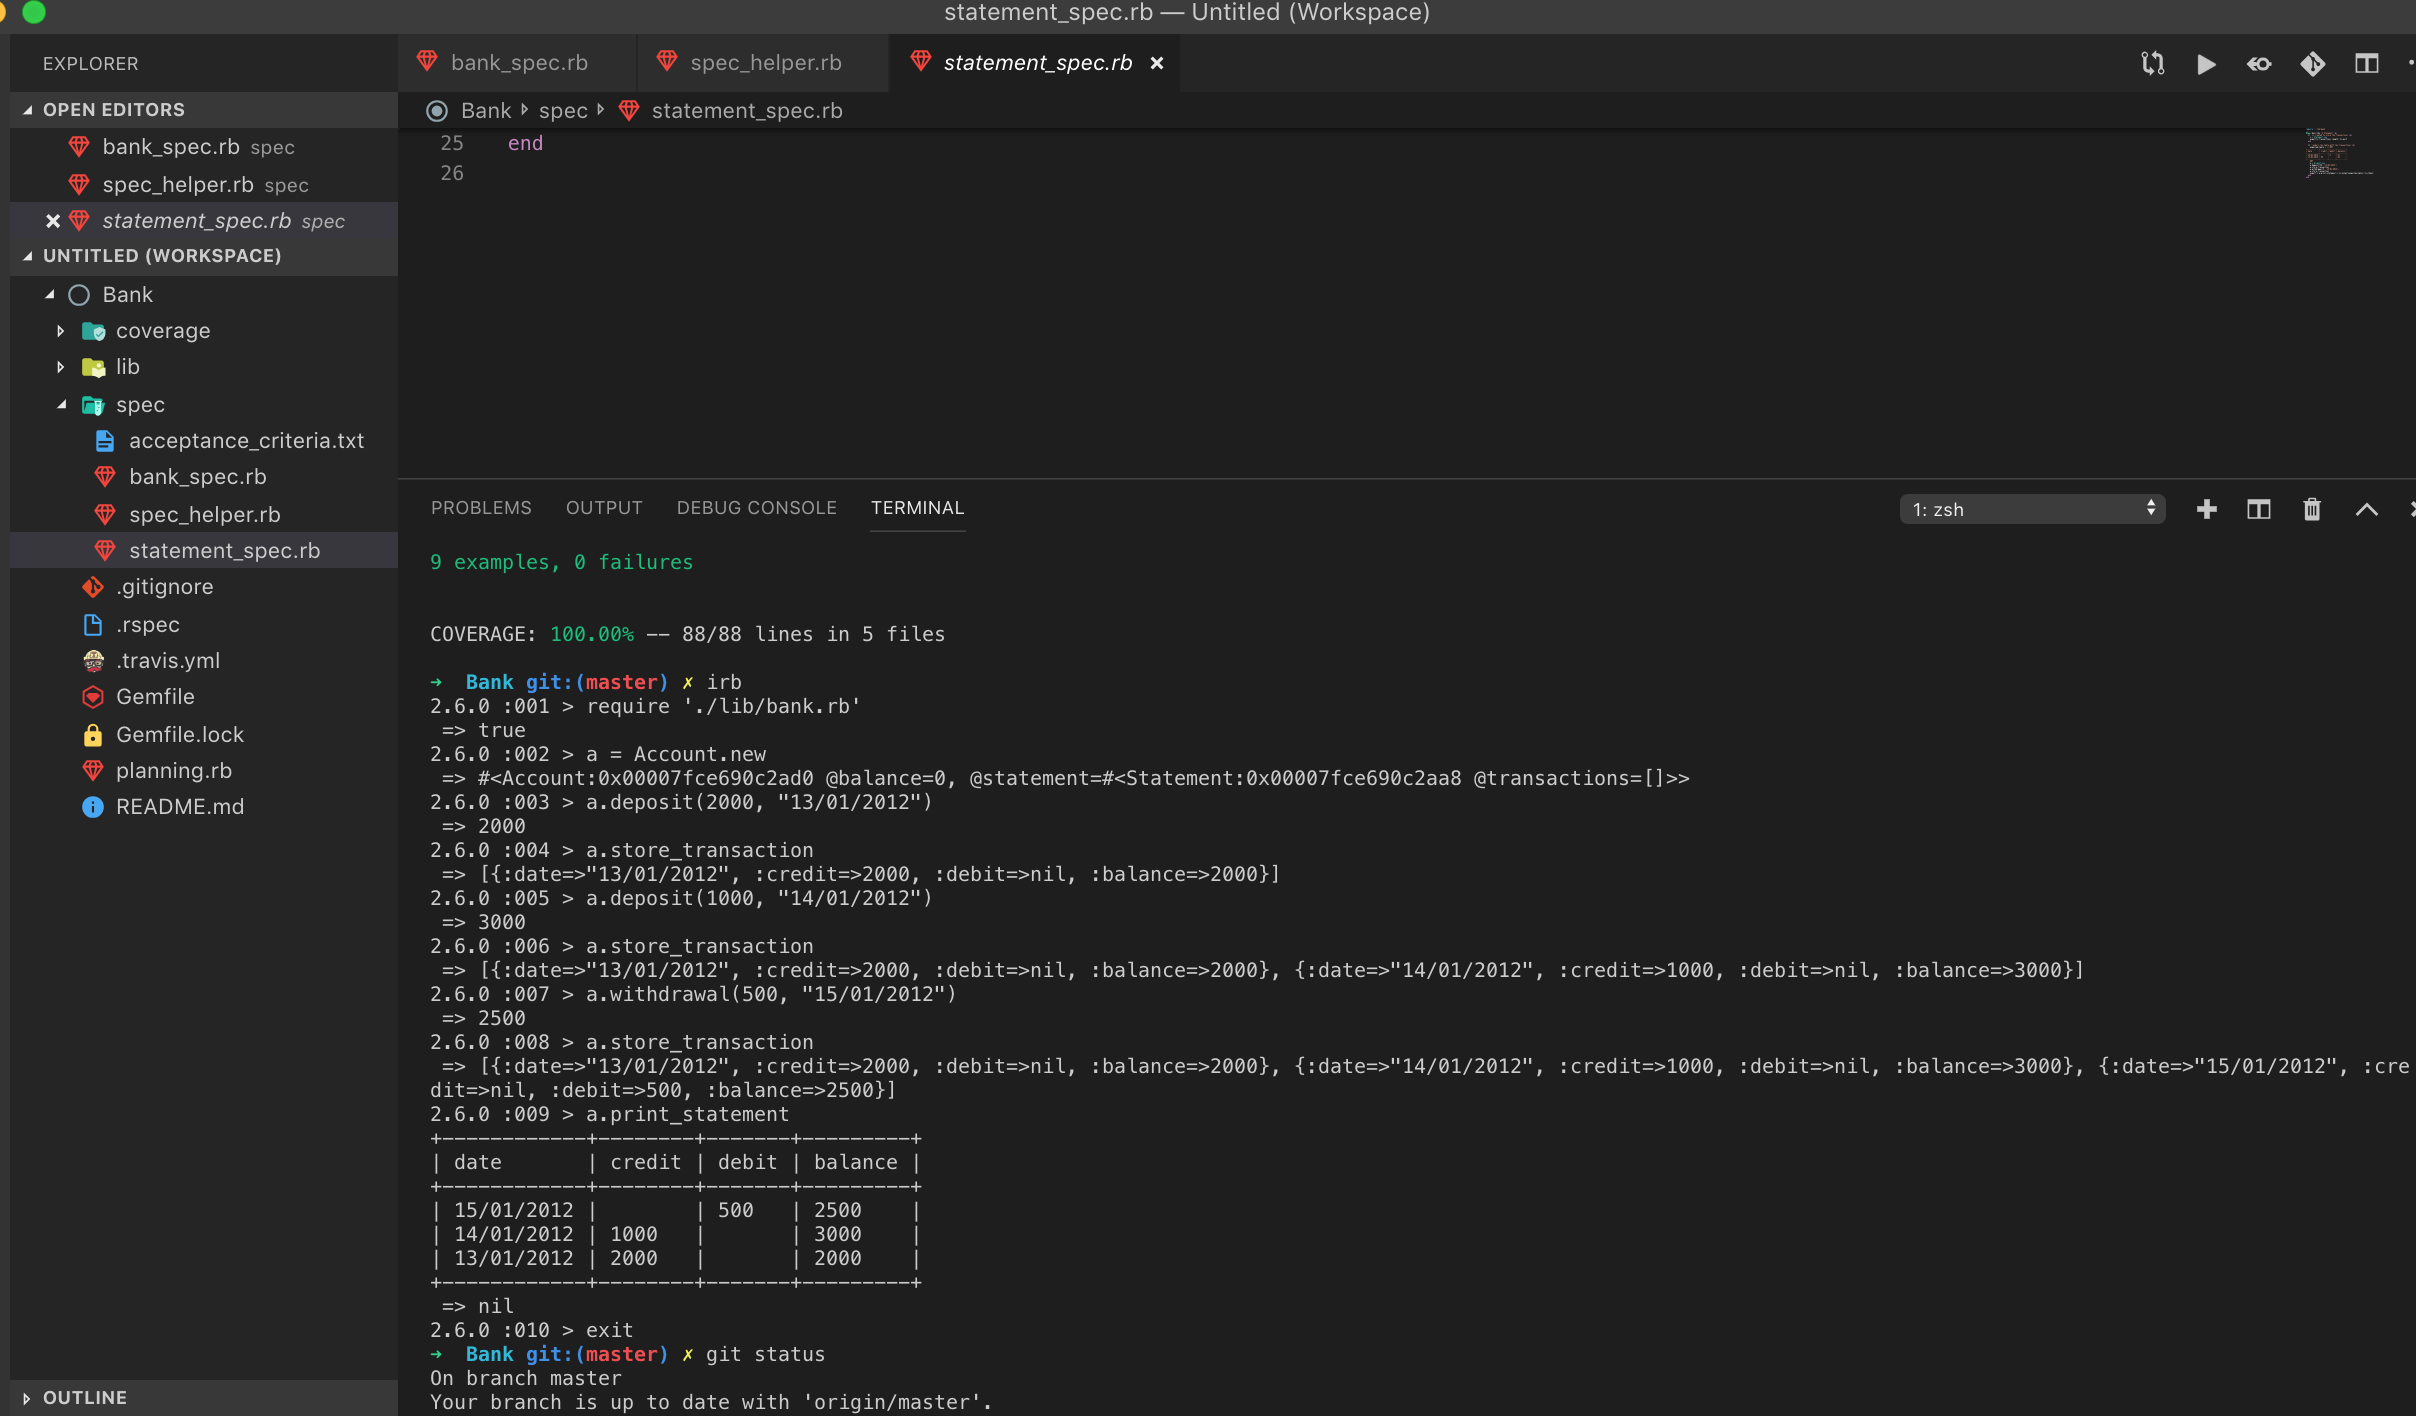 statement_spec.rb — Untitled (Workspace)
EXPLORER
OPEN EDITORS
bank_spec.rb spec
spec_helper.rb spec
statement_spec.rb spec
UNTITLED (WORKSPACE)
Bank
coverage
lib
spec
acceptance_criteria.txt
bank_spec.rb
spec_helper.rb
statement_spec.rb
.gitignore
.rspec
.travis.yml
Gemfile
Gemfile.lock
planning.rb
README.md
OUTLINE
bank_spec.rb spec_helper.rb statement_spec.rb
Bank spec statement_spec.rb
25 end
26
PROBLEMS OUTPUT DEBUG CONSOLE TERMINAL 1: zsh
9 examples, 0 failures
COVERAGE: 100.00% -- 88/88 lines in 5 files
➜ Bank git:(master) ✗ irb
2.6.0 :001 > require './lib/bank.rb'
=> true
2.6.0 :002 > a = Account.new
=> #<Account:0x00007fce690c2ad0 @balance=0, @statement=#<Statement:0x00007fce690c2aa8 @transactions=[]>>
2.6.0 :003 > a.deposit(2000, "13/01/2012")
=> 2000
2.6.0 :004 > a.store_transaction
=> [{:date=>"13/01/2012", :credit=>2000, :debit=>nil, :balance=>2000}]
2.6.0 :005 > a.deposit(1000, "14/01/2012")
=> 3000
2.6.0 :006 > a.store_transaction
=> [{:date=>"13/01/2012", :credit=>2000, :debit=>nil, :balance=>2000}, {:date=>"14/01/2012", :credit=>1000, :debit=>nil, :balance=>3000}]
2.6.0 :007 > a.withdrawal(500, "15/01/2012")
=> 2500
2.6.0 :008 > a.store_transaction
=> [{:date=>"13/01/2012", :credit=>2000, :debit=>nil, :balance=>2000}, {:date=>"14/01/2012", :credit=>1000, :debit=>nil, :balance=>3000}, {:date=>"15/01/2012", :cre
dit=>nil, :debit=>500, :balance=>2500}]
2.6.0 :009 > a.print_statement
+------------+--------+-------+---------+
| date       | credit | debit | balance |
+------------+--------+-------+---------+
| 15/01/2012 |        | 500   | 2500    |
| 14/01/2012 | 1000   |       | 3000    |
| 13/01/2012 | 2000   |       | 2000    |
+------------+--------+-------+---------+
=> nil
2.6.0 :010 > exit
➜ Bank git:(master) ✗ git status
On branch master
Your branch is up to date with 'origin/master'.